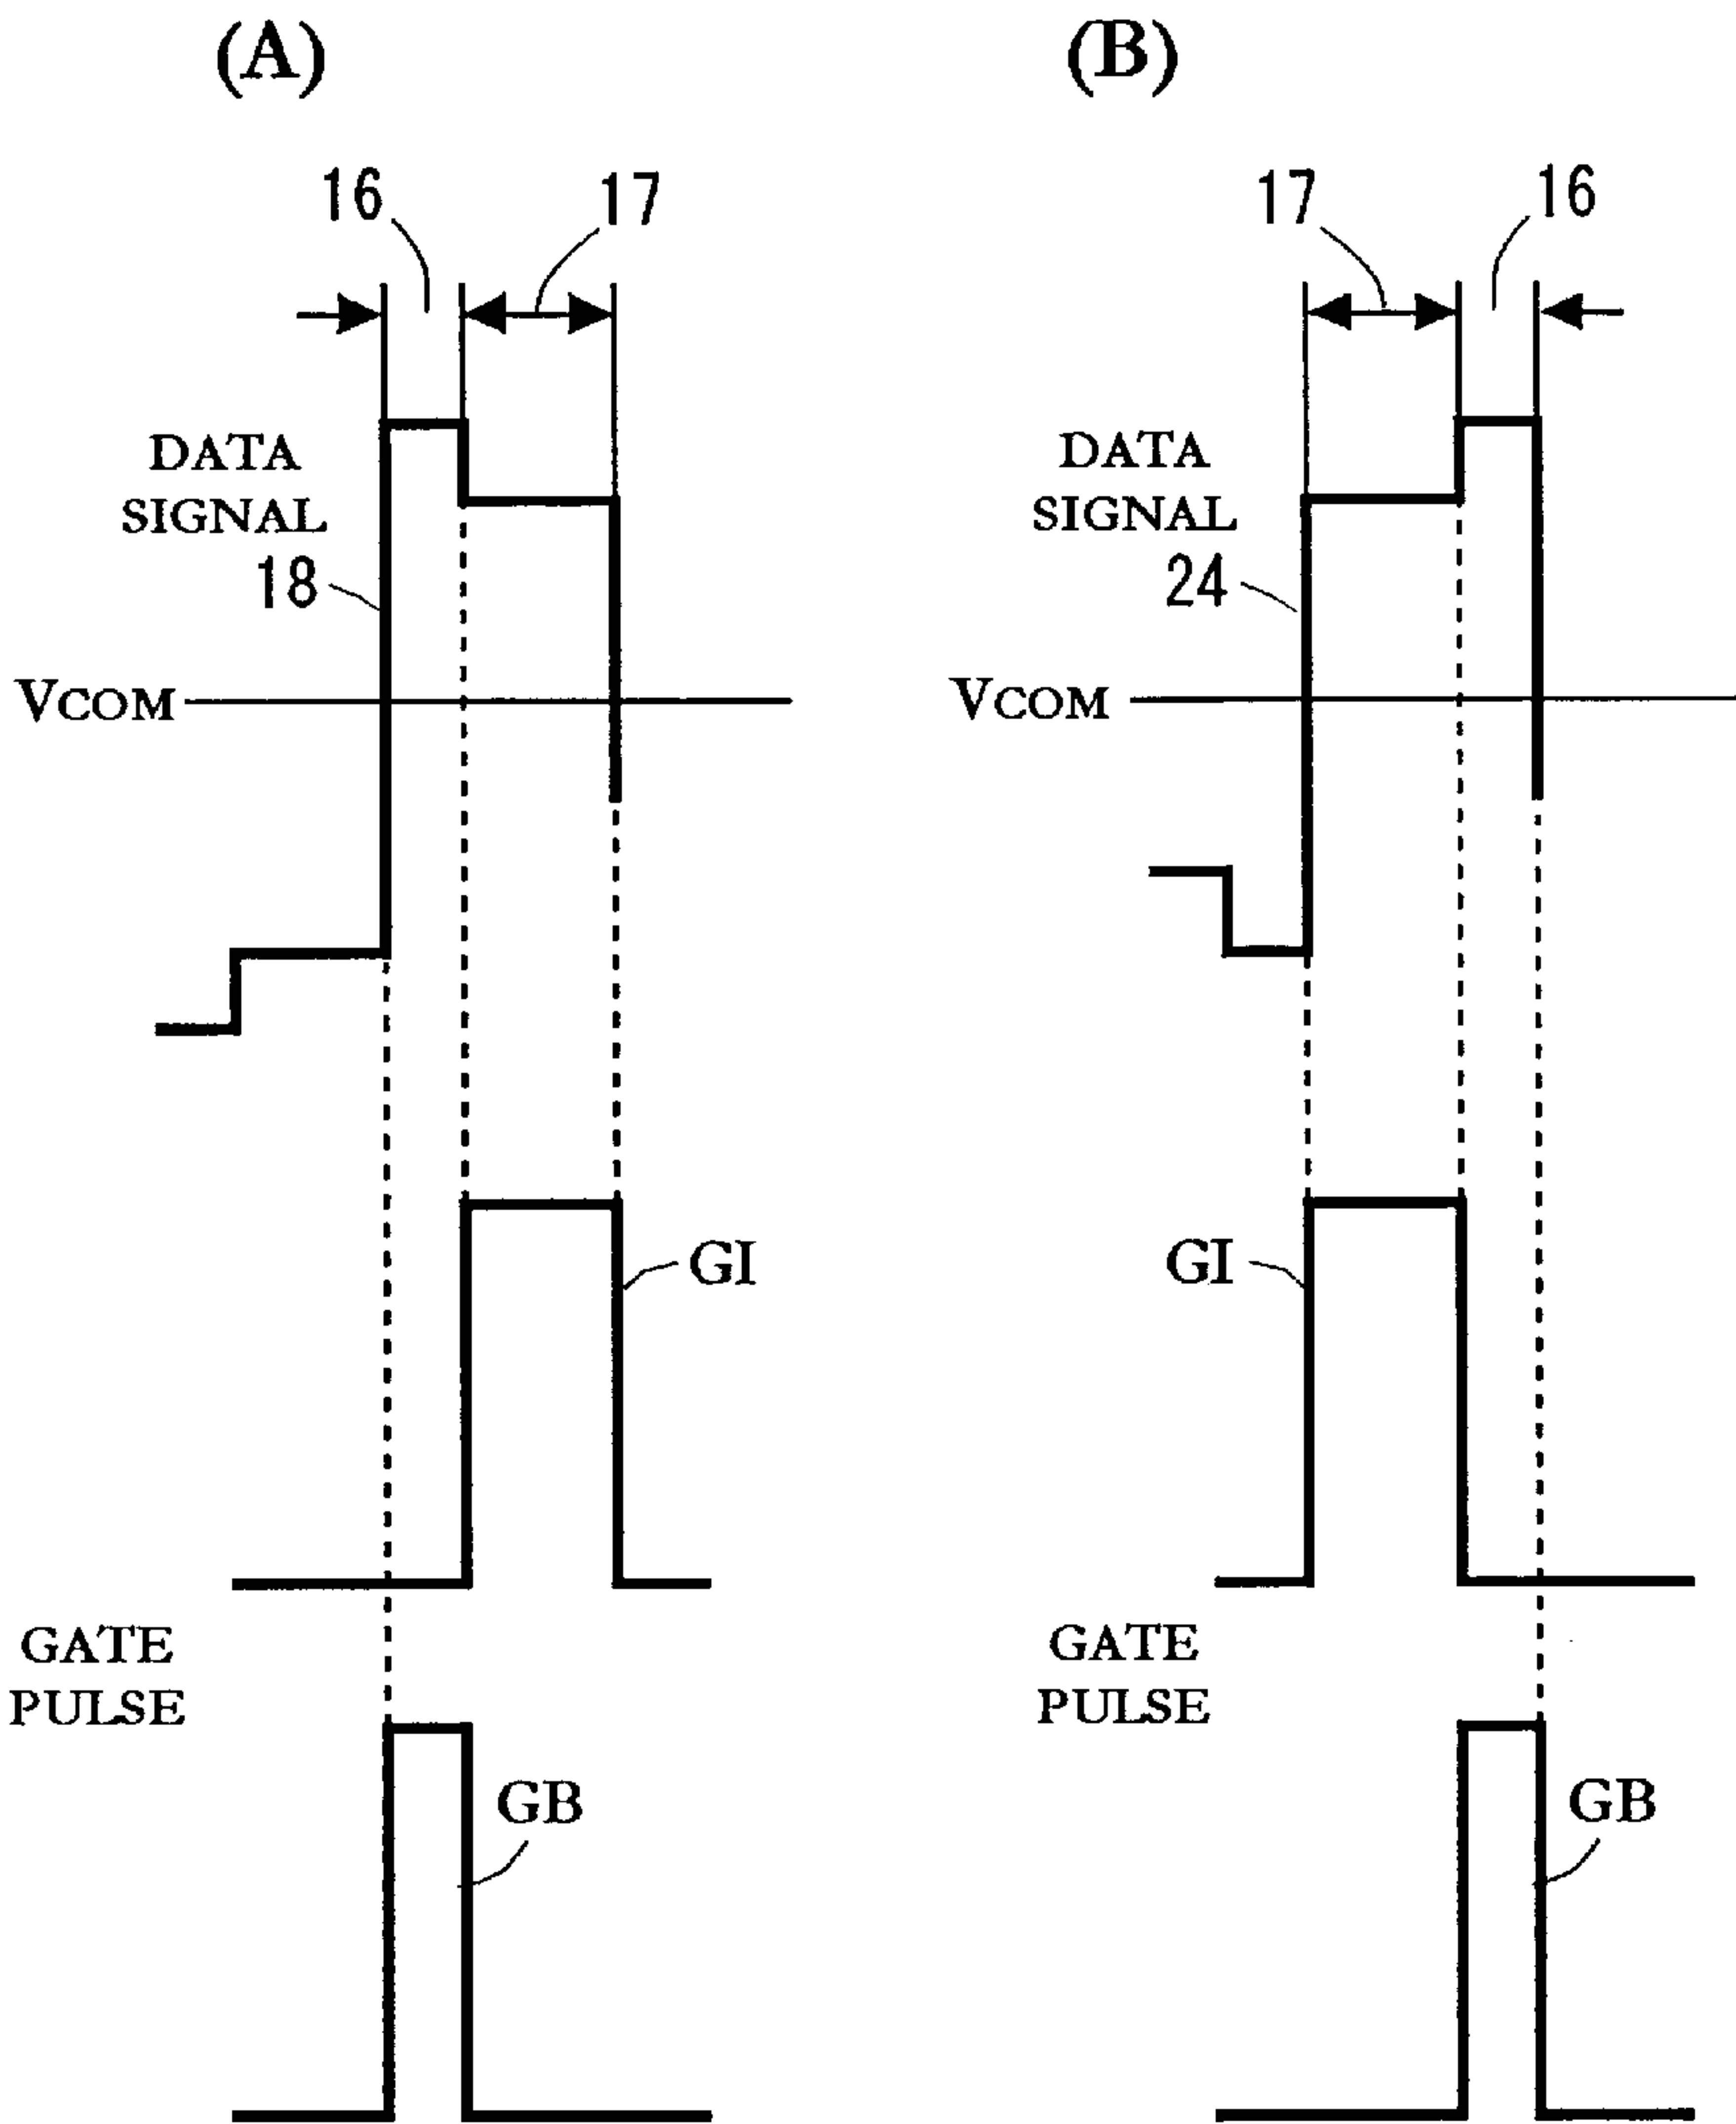 (A)
16
17
DATA
SIGNAL
18
VCOM
GI
GATE
PULSE
GB
(B)
17
16
DATA
SIGNAL
24
VCOM
GI
GATE
PULSE
GB